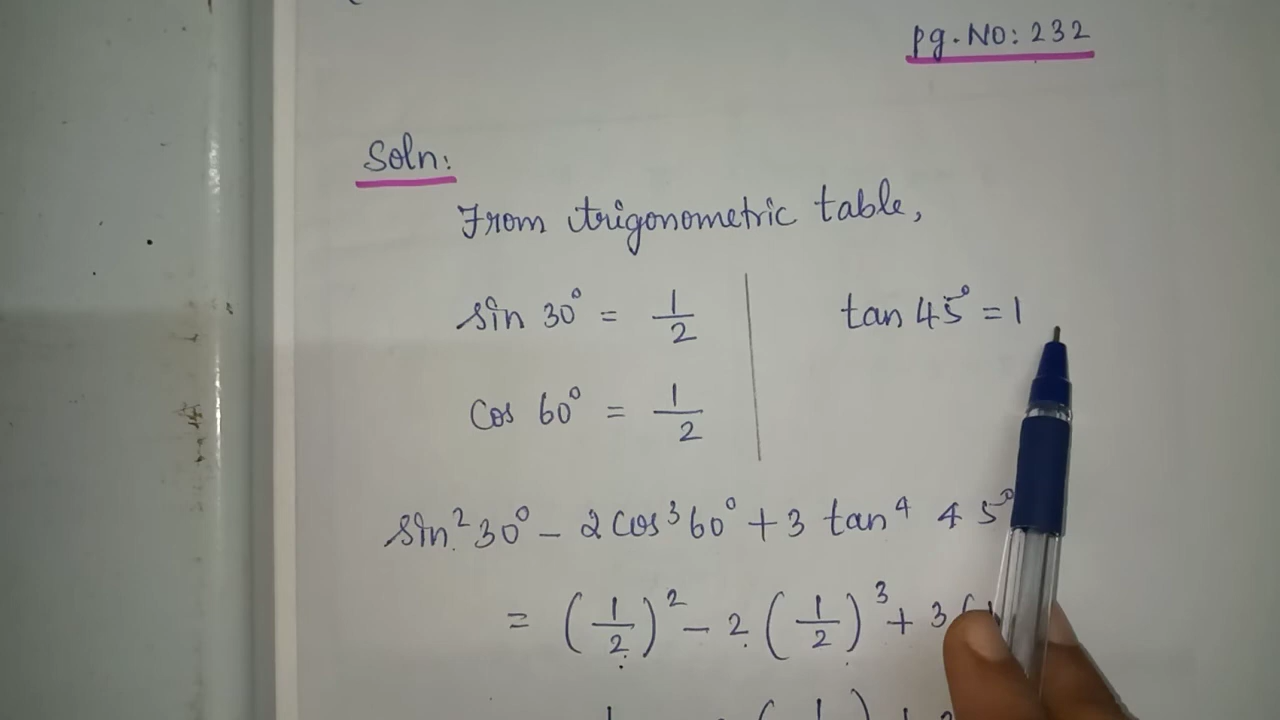 pg.NO: 232
Soln:
From trigonometric table,
sin 30° = 1/2
tan 45° = 1
cos 60° = 1/2
sin² 30° - 2 cos³ 60° + 3 tan⁴ 45°
= (1/2)² - 2 (1/2)³ + 3 (